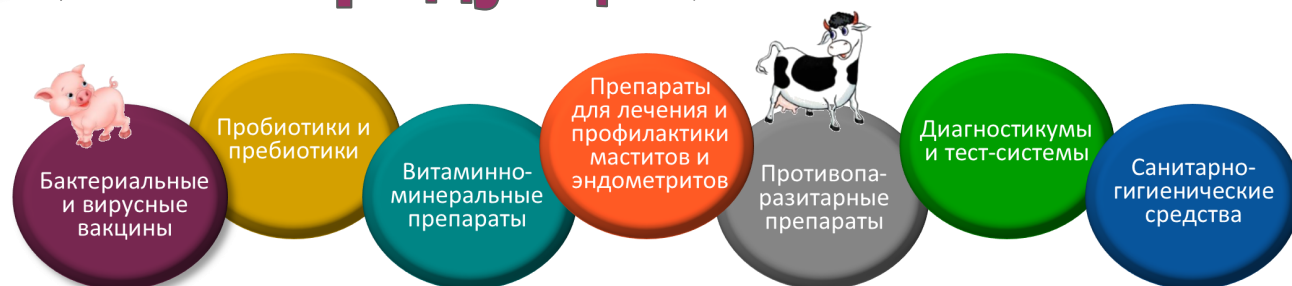 Бактериальные
и вирусные
вакцины
Пробиотики и
пребиотики
Витаминно-
минеральные
препараты
Препараты
для лечения и
профилактики
маститов и
эндометритов
Противопа-
разитарные
препараты
Диагностикумы
и тест-системы
Санитарно-
гигиенические
средства